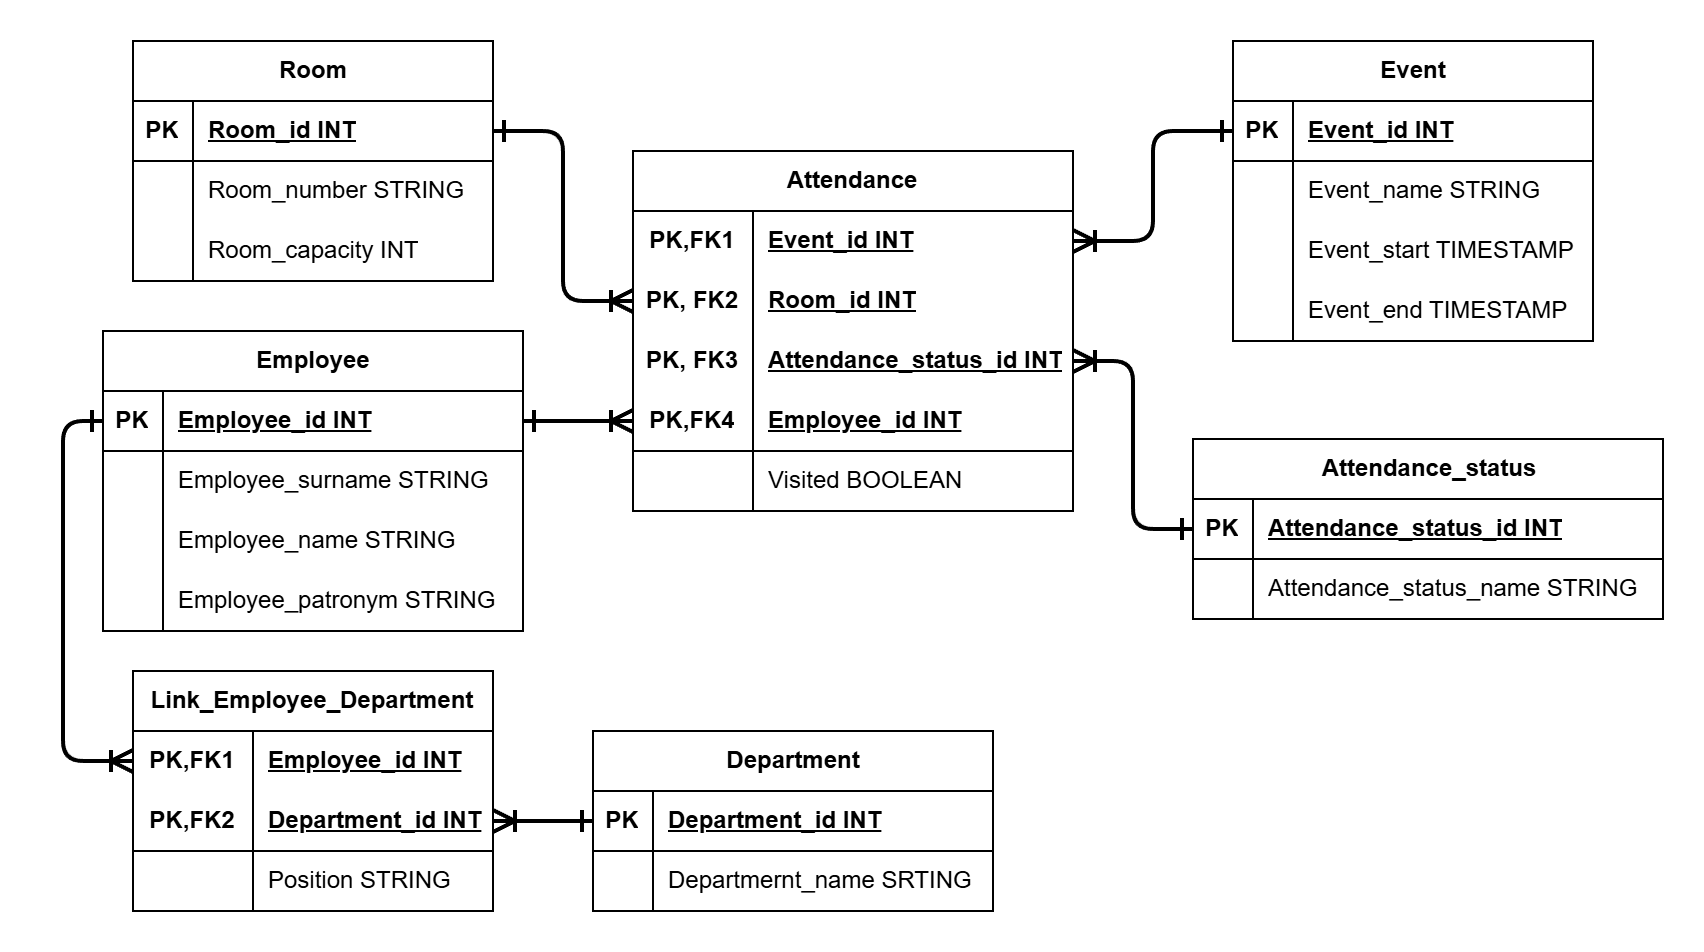 Room
PK Room_id INT
Room_number STRING
Room_capacity INT
Event
PK Event_id INT
Event_name STRING
Event_start TIMESTAMP
Event_end TIMESTAMP
Attendance
PK,FK1 Event_id INT
PK, FK2 Room_id INT
PK, FK3 Attendance_status_id INT
PK,FK4 Employee_id INT
Visited BOOLEAN
Employee
PK Employee_id INT
Employee_surname STRING
Employee_name STRING
Employee_patronym STRING
Attendance_status
PK Attendance_status_id INT
Attendance_status_name STRING
Link_Employee_Department
PK,FK1 Employee_id INT
PK,FK2 Department_id INT
Position STRING
Department
PK Department_id INT
Departmernt_name SRTING